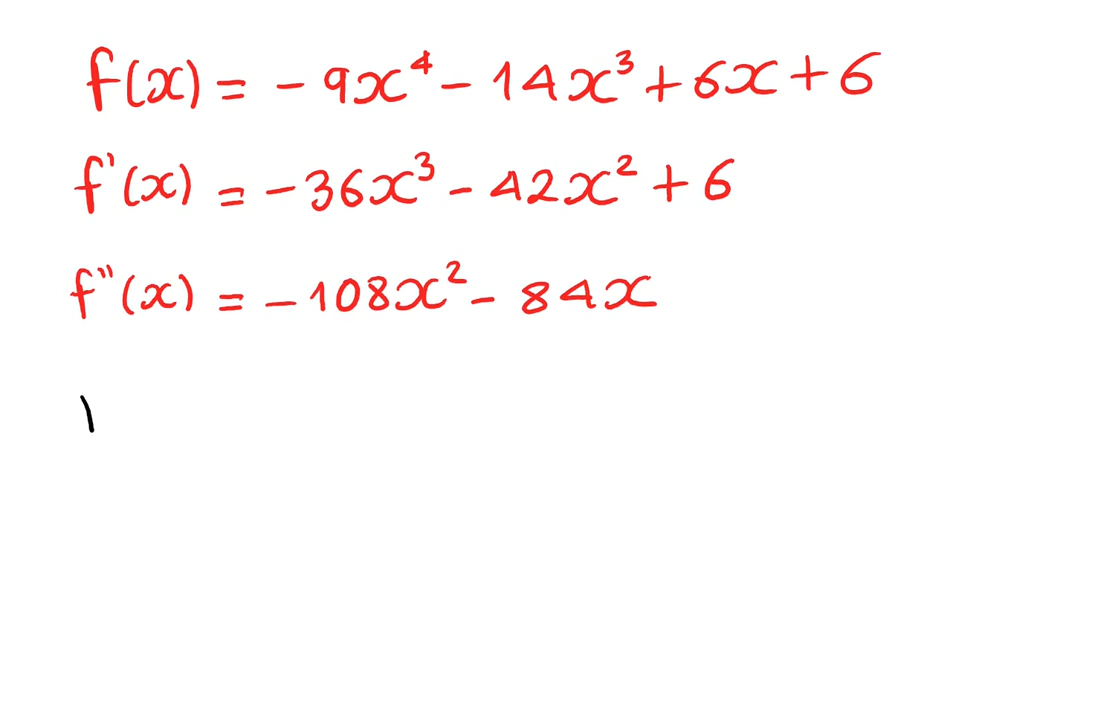 f(x) = - 9x⁴ - 14x³ + 6x + 6
f'(x) = - 36x³ - 42x² + 6
f''(x) = - 108x² - 84x